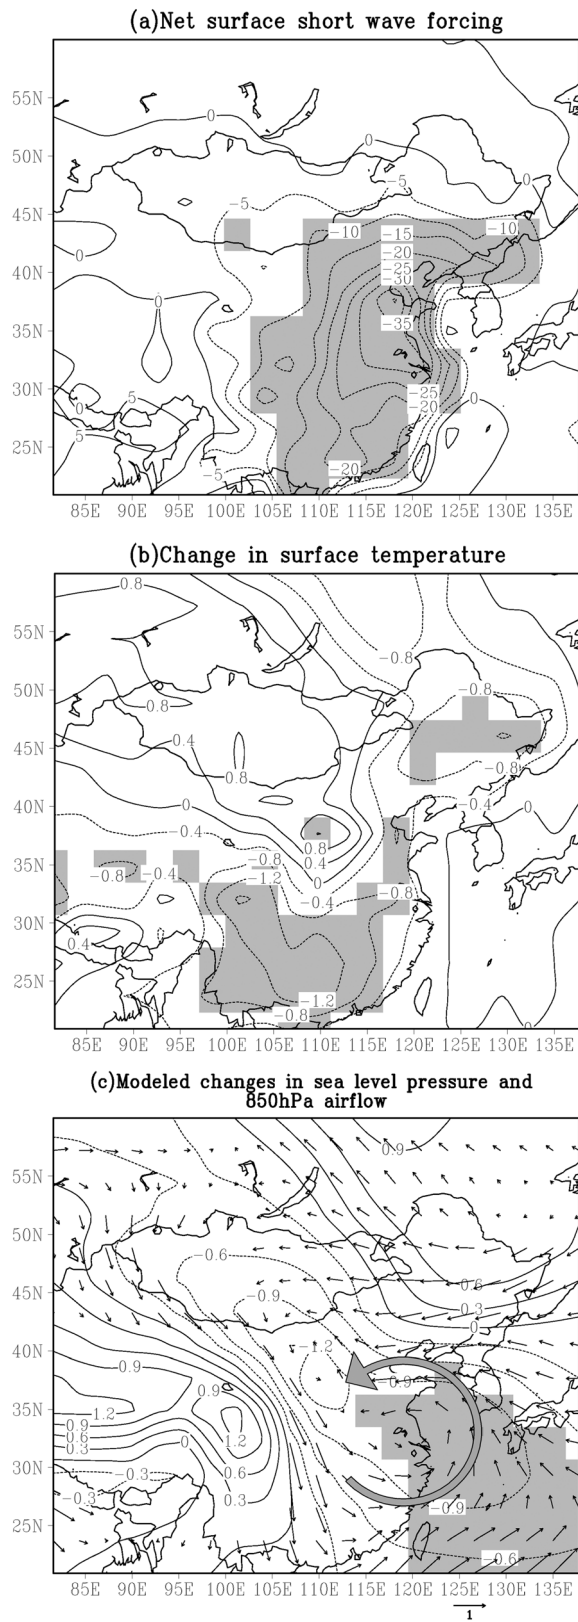 (a)Net surface short wave forcing
55N
0
0
50N
-5
0
-5
45N
-10
-10
-15
0
-20
40N
-25
-30
0
-35
35N
30N
5
-25
0
0
-20
5
25N
-20
-5
85E 90E 95E 100E 105E 110E 115E 120E 125E 130E 135E
(b)Change in surface temperature
0.8
55N
-0.8
50N
0.8
-0.8
0.4
45N
0.8
-0.8
0
-0.4
40N
0
-0.4
0.8
-0.8
0.4
35N
-0.8
-0.4
-1.2
0
-0.8
-0.4
30N
0.4
25N
-1.2
-0.8
0
85E 90E 95E 100E 105E 110E 115E 120E 125E 130E 135E
(c)Modeled changes in sea level pressure and
850hPa airflow
0.9
55N
50N
-0.6
0.6
45N
-0.9
0.3
0
-1.2
40N
0.9
0.9
-0.9
35N
1.2
0.9
0.6
1.2
0.3
0
30N
0.6
-0.3
0.3
-0.3
-0.9
25N
-0.6
85E 90E 95E 100E 105E 110E 115E 120E 125E 130E 135E
1